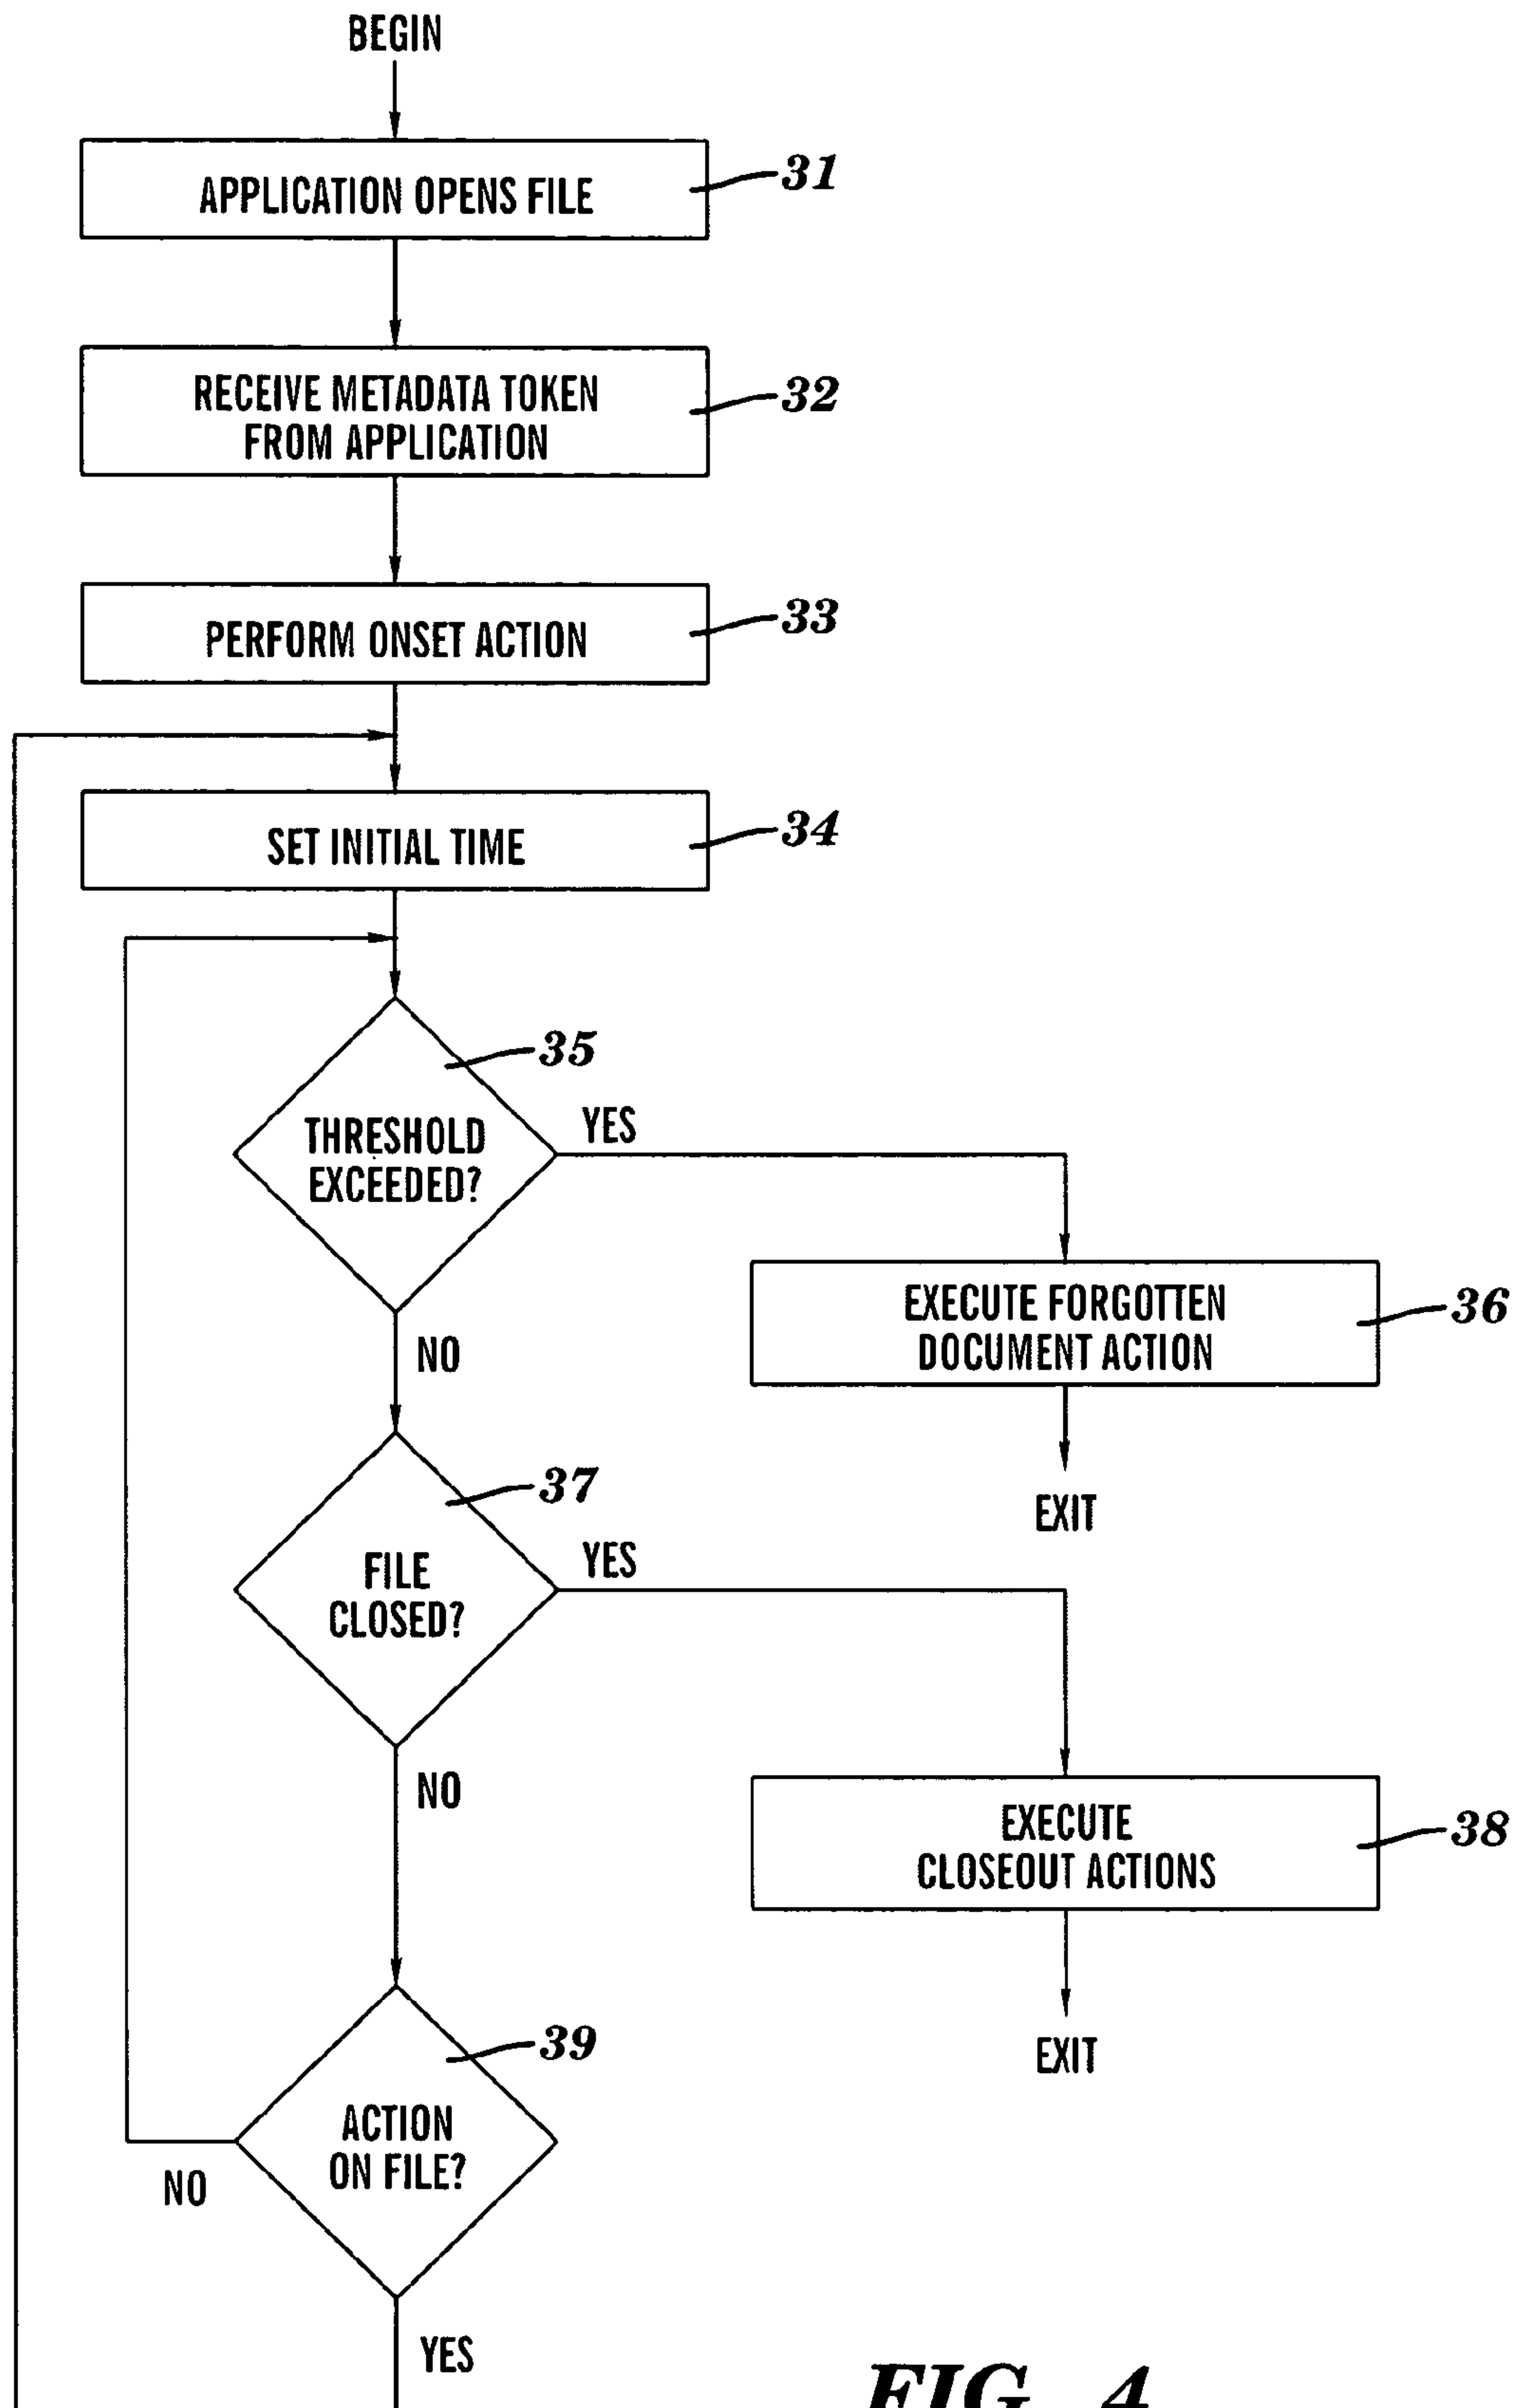 BEGIN
APPLICATION OPENS FILE
31
RECEIVE METADATA TOKEN
FROM APPLICATION
32
PERFORM ONSET ACTION
33
SET INITIAL TIME
34
35
THRESHOLD
EXCEEDED?
YES
NO
EXECUTE FORGOTTEN
DOCUMENT ACTION
36
EXIT
37
FILE
CLOSED?
YES
NO
EXECUTE
CLOSEOUT ACTIONS
38
EXIT
39
ACTION
ON FILE?
NO
YES
FIG. 4